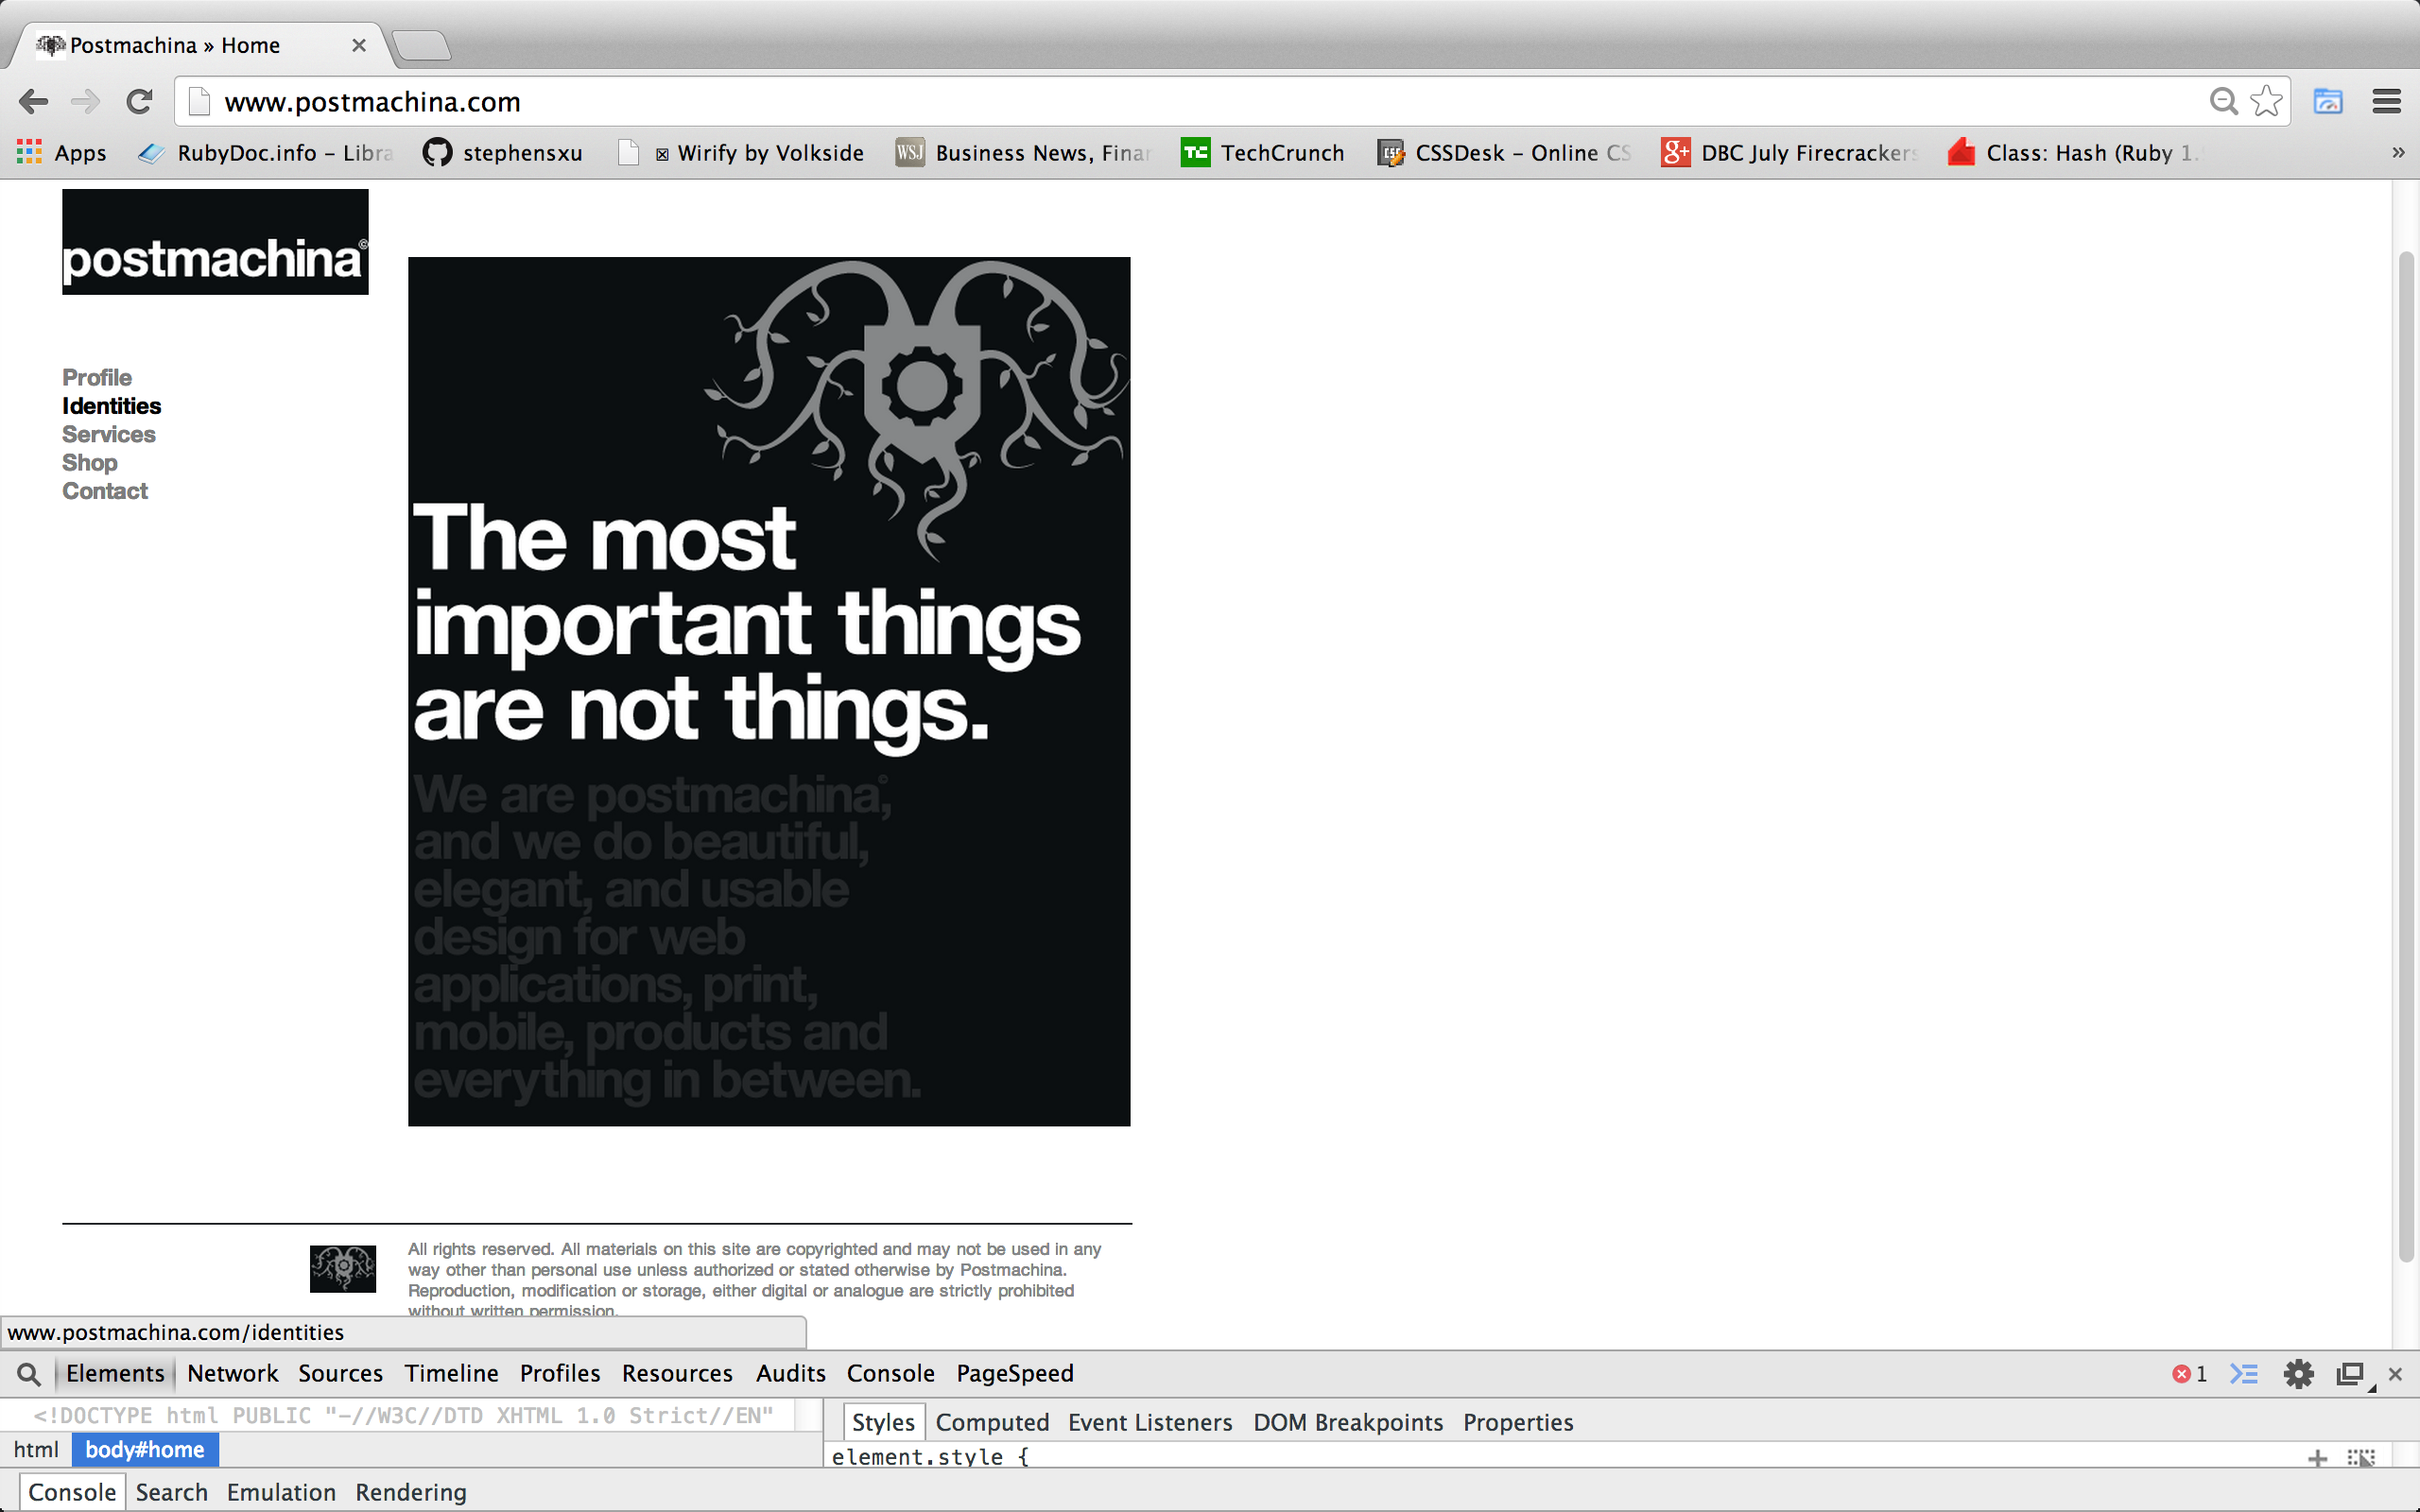 Postmachina » Home
www.postmachina.com
Apps
RubyDoc.info – Libra
stephensxu
Wirify by Volkside
WSJ
Business News, Finan
TechCrunch
CSSDesk – Online CS
DBC July Firecrackers
Class: Hash (Ruby 1.
»
postmachina©
Profile
Identities
Services
Shop
Contact
The most
important things
are not things.
We are postmachina,©
and we do beautiful,
elegant, and usable
design for web
applications, print,
mobile, products and
everything in between.
All rights reserved. All materials on this site are copyrighted and may not be used in any
way other than personal use unless authorized or stated otherwise by Postmachina.
Reproduction, modification or storage, either digital or analogue are strictly prohibited
without written permission.
www.postmachina.com/identities
Elements Network Sources Timeline Profiles Resources Audits Console PageSpeed
1
<!DOCTYPE html PUBLIC "-//W3C//DTD XHTML 1.0 Strict//EN"
html body#home
Styles Computed Event Listeners DOM Breakpoints Properties
element.style {
Console Search Emulation Rendering